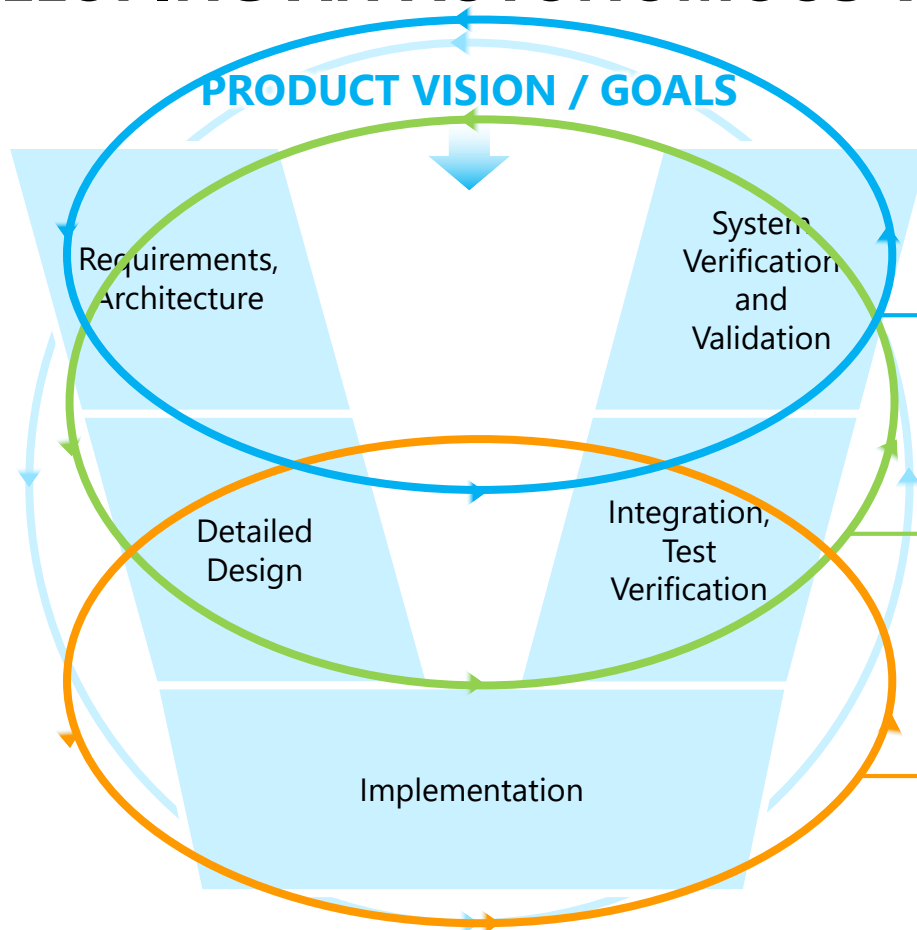 PRODUCT VISION / GOALS
Requirements,
Architecture
System
Verification
and
Validation
Detailed
Design
Integration,
Test
Verification
Implementation